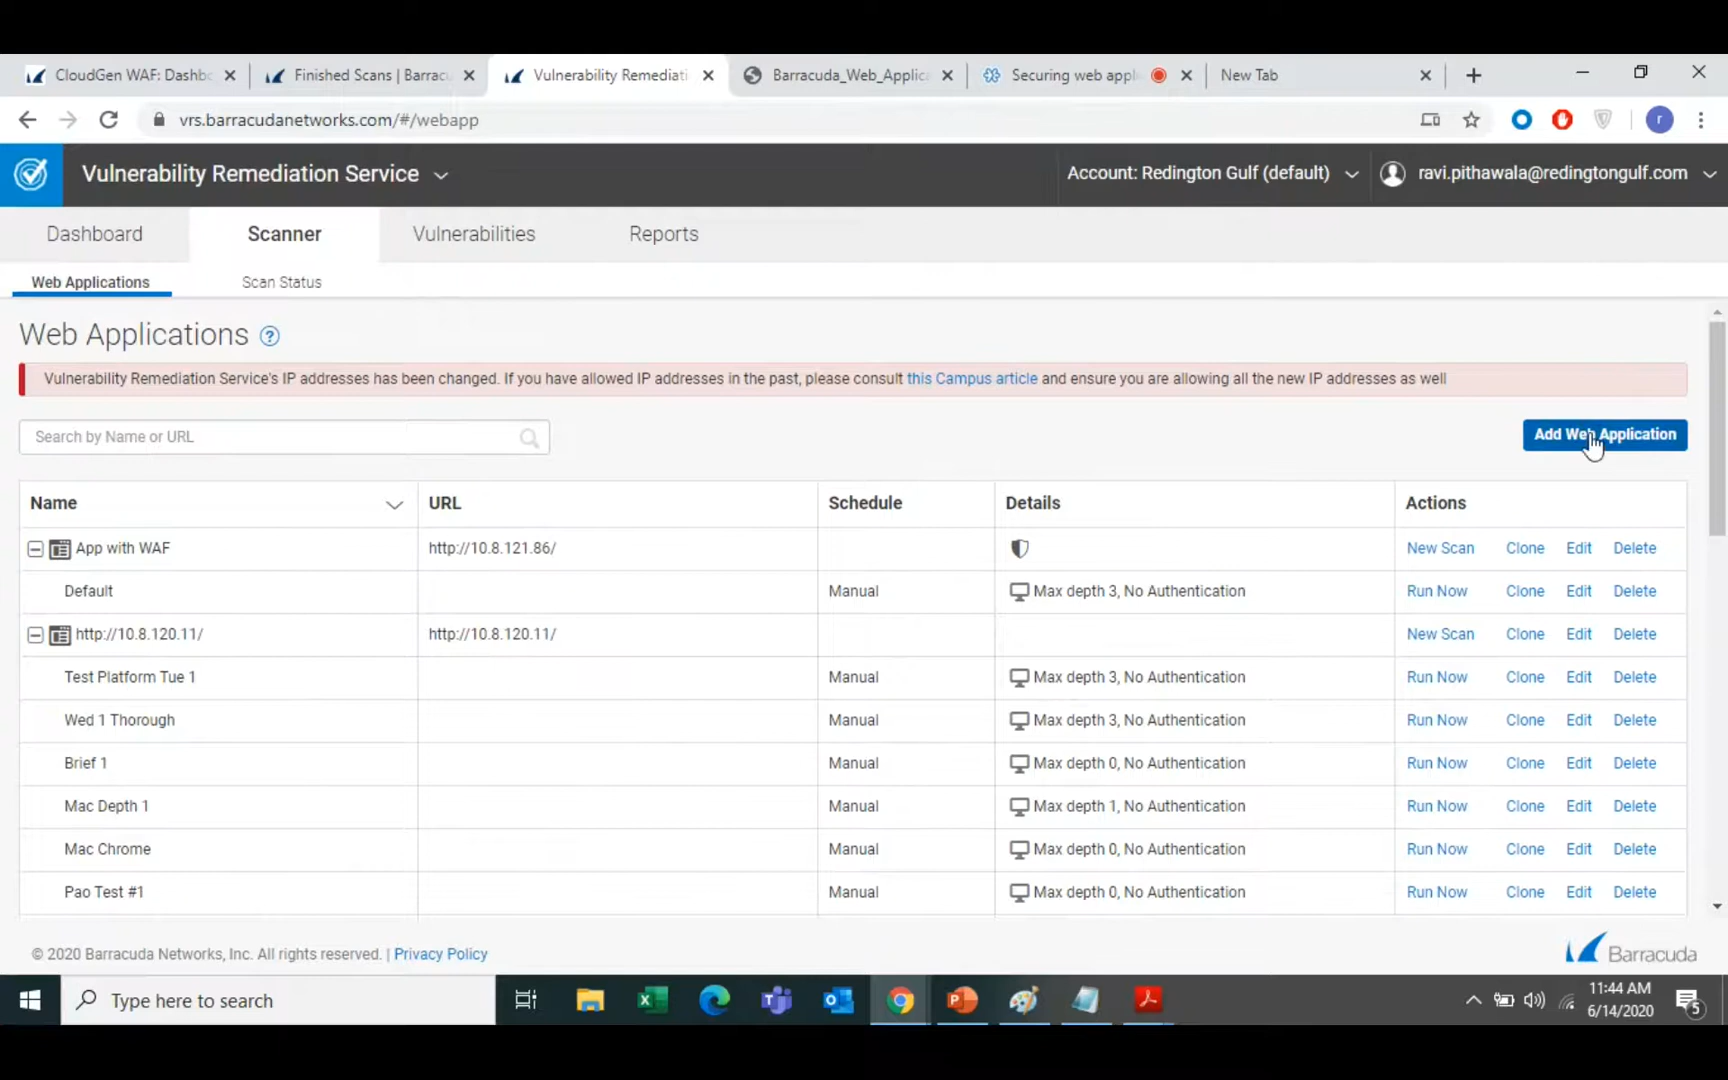 CloudGen WAF: Dashbo
Finished Scans | Barracu
Vulnerability Remediati
Barracuda_Web_Applica
Securing web appl
New Tab
vrs.barracudanetworks.com/#/webapp
r
Vulnerability Remediation Service
Account: Redington Gulf (default)
ravi.pithawala@redingtongulf.com
Dashboard
Scanner
Vulnerabilities
Reports
Web Applications
Scan Status
Web Applications ?
Vulnerability Remediation Service's IP addresses has been changed. If you have allowed IP addresses in the past, please consult this Campus article and ensure you are allowing all the new IP addresses as well
Search by Name or URL
Add Web Application
Name URL Schedule Details Actions
App with WAF http://10.8.121.86/ New Scan Clone Edit Delete
Default Manual Max depth 3, No Authentication Run Now Clone Edit Delete
http://10.8.120.11/ http://10.8.120.11/ New Scan Clone Edit Delete
Test Platform Tue 1 Manual Max depth 3, No Authentication Run Now Clone Edit Delete
Wed 1 Thorough Manual Max depth 3, No Authentication Run Now Clone Edit Delete
Brief 1 Manual Max depth 0, No Authentication Run Now Clone Edit Delete
Mac Depth 1 Manual Max depth 1, No Authentication Run Now Clone Edit Delete
Mac Chrome Manual Max depth 0, No Authentication Run Now Clone Edit Delete
Pao Test #1 Manual Max depth 0, No Authentication Run Now Clone Edit Delete
© 2020 Barracuda Networks, Inc. All rights reserved. | Privacy Policy
Barracuda
Type here to search
11:44 AM
6/14/2020
5